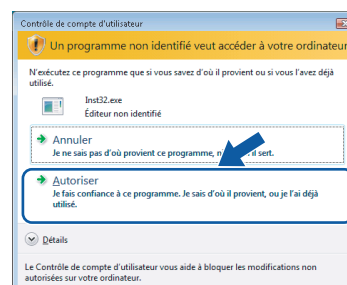 Contrôle de compte d'utilisateur
Un programme non identifié veut accéder à votre ordinateur
N'exécutez ce programme que si vous savez d'où il provient ou si vous l'avez déjà
utilisé.
Inst32.exe
Éditeur non identifié
Annuler
Je ne sais pas d'où provient ce programme, il sert.
Autoriser
Je fais confiance à ce programme. Je sais d'où il provient, ou je l'ai déjà
utilisé.
Détails
Le Contrôle de compte d'utilisateur vous aide à bloquer les modifications non
autorisées sur votre ordinateur.